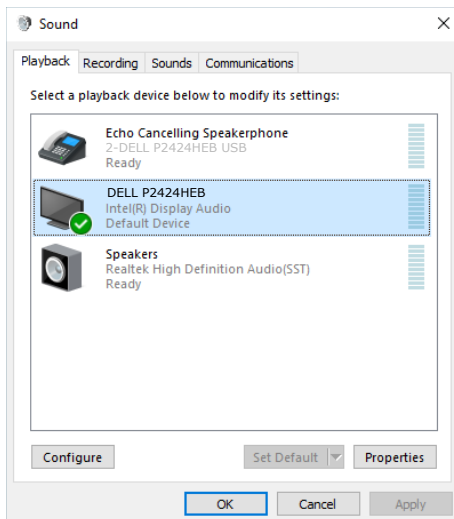 Sound
Playback Recording Sounds Communications
Select a playback device below to modify its settings:
Echo Cancelling Speakerphone
2-DELL P2424HEB USB
Ready
DELL P2424HEB
Intel(R) Display Audio
Default Device
Speakers
Realtek High Definition Audio(SST)
Ready
Configure Set Default Properties
OK Cancel Apply